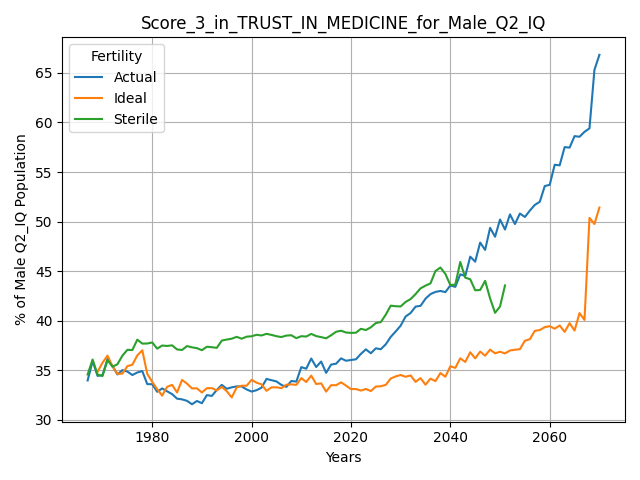 Score_3_in_TRUST_IN_MEDICINE_for_Male_Q2_IQ
Fertility
Actual
Ideal
Sterile
65
60
55
50
45
40
35
30
% of Male Q2_IQ Population
1980
2000
2020
2040
2060
Years